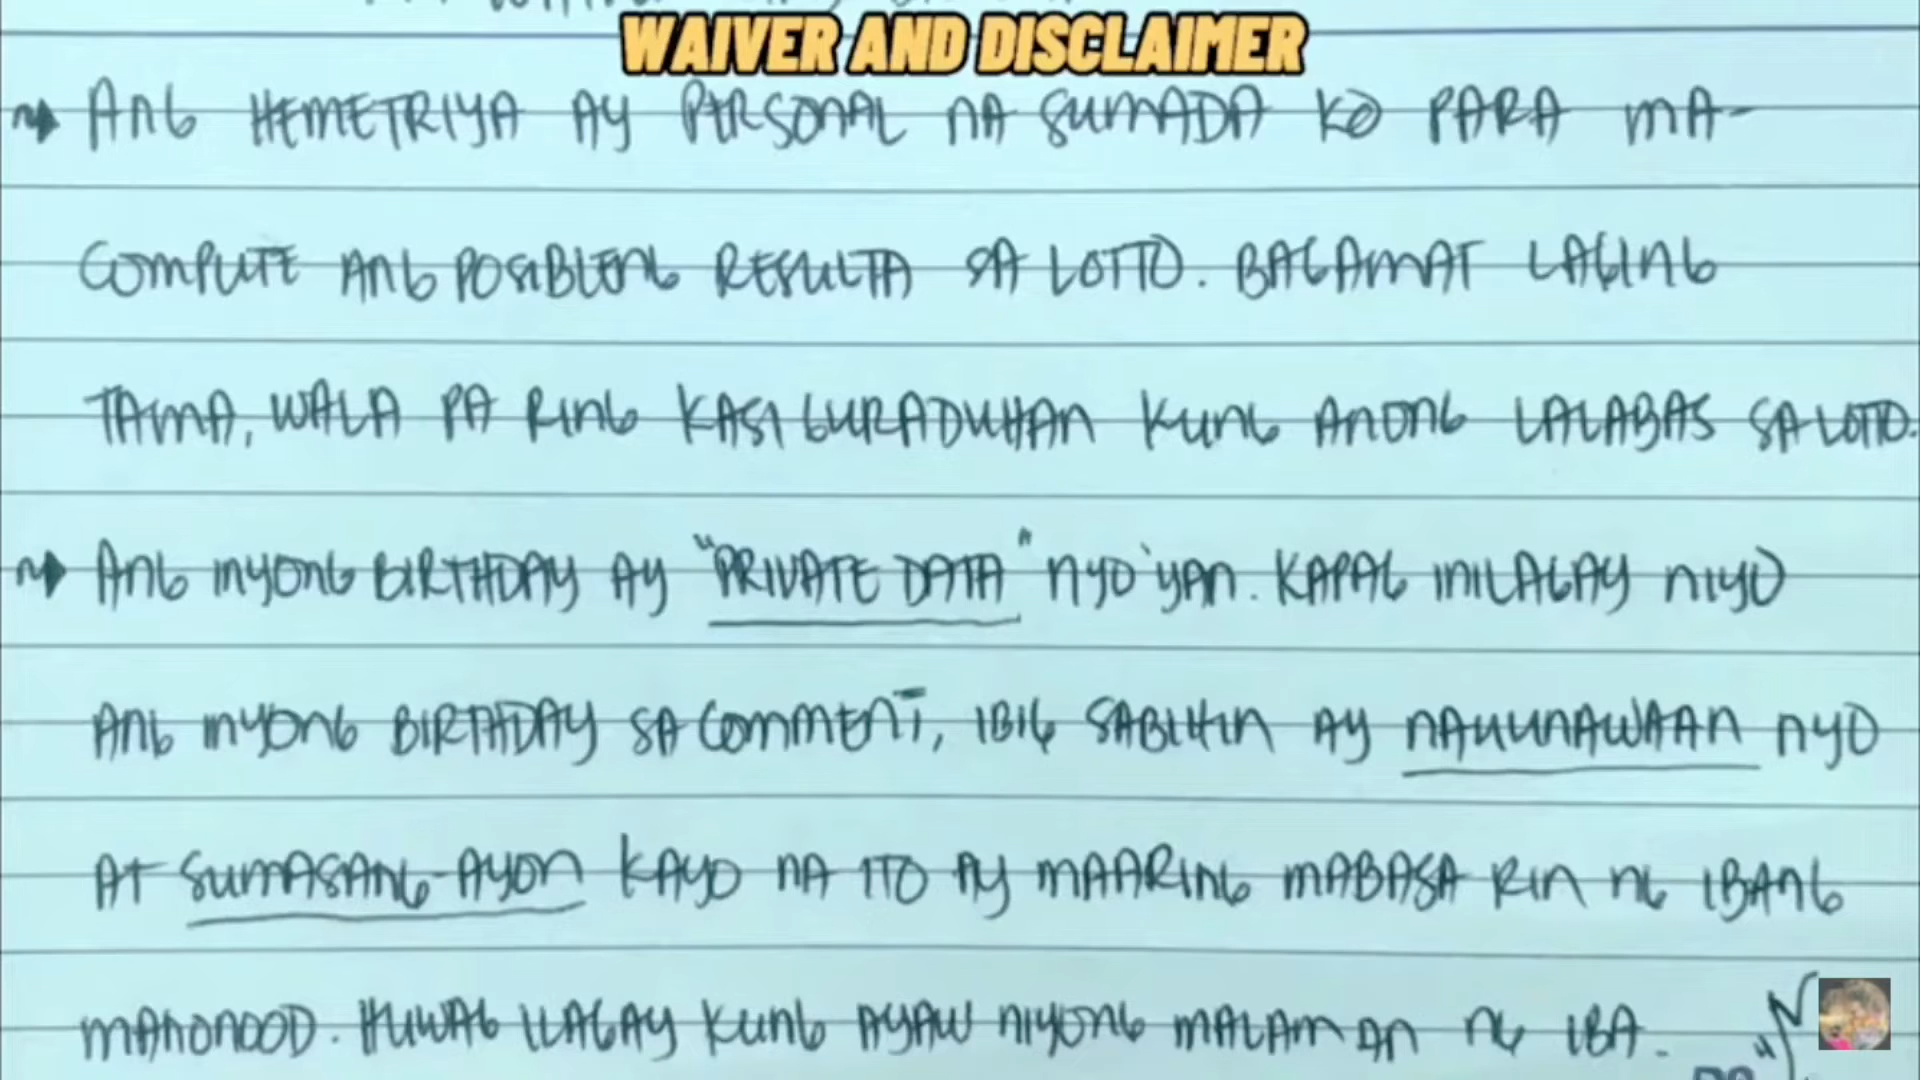 WAIVER AND DISCLAIMER
ANG HEMETRIYA AY PERSONAL NA SUMADA KO PARA MA-
COMPUTE ANG POSIBLENG RESULTA SA LOTTO. BAGAMAT LAGING
TAMA, WALA PA RING KASIGURADUHAN KUNG ANONG LALABAS SA LOTTO.
ANG INYONG BIRTHDAY AY "PRIVATE DATA" NYO 'YAN. KAPAG INILAGAY NIYO
ANG INYONG BIRTHDAY SA COMMENT, IBIG SABIHIN AY NAUUNAWAAN NYO
AT SUMASANG-AYON KAYO NA ITO AY MAARING MABASA RIN NG IBANG
MANONOOD. HUWAG ILAGAY KUNG AYAW NIYONG MALAMAN NG IBA.